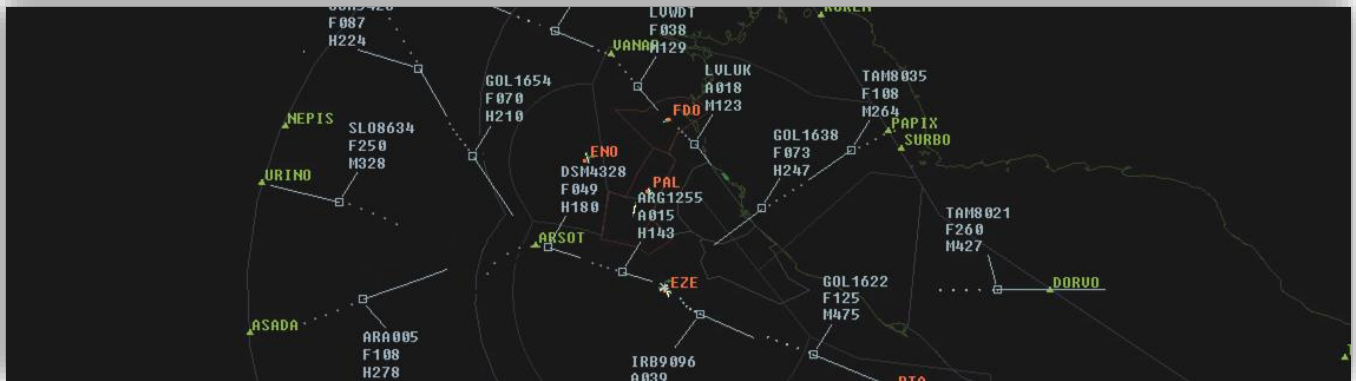 F087
H224
LVWDT
F038
H129
VANAR
LVLUK
A018
M123
FDO
GOL1654
F070
H210
TAM8035
F108
M264
PAPIX
SURBO
NEPIS
SLO8634
F250
M328
URINO
ENO
DSM4328
F049
H180
GOL1638
F073
H247
PAL
ARG1255
A015
H143
ARSOT
TAM8021
F260
M427
DORVO
EZE
GOL1622
F125
M475
ASADA
ARA005
F108
H278
IRB9096
A039